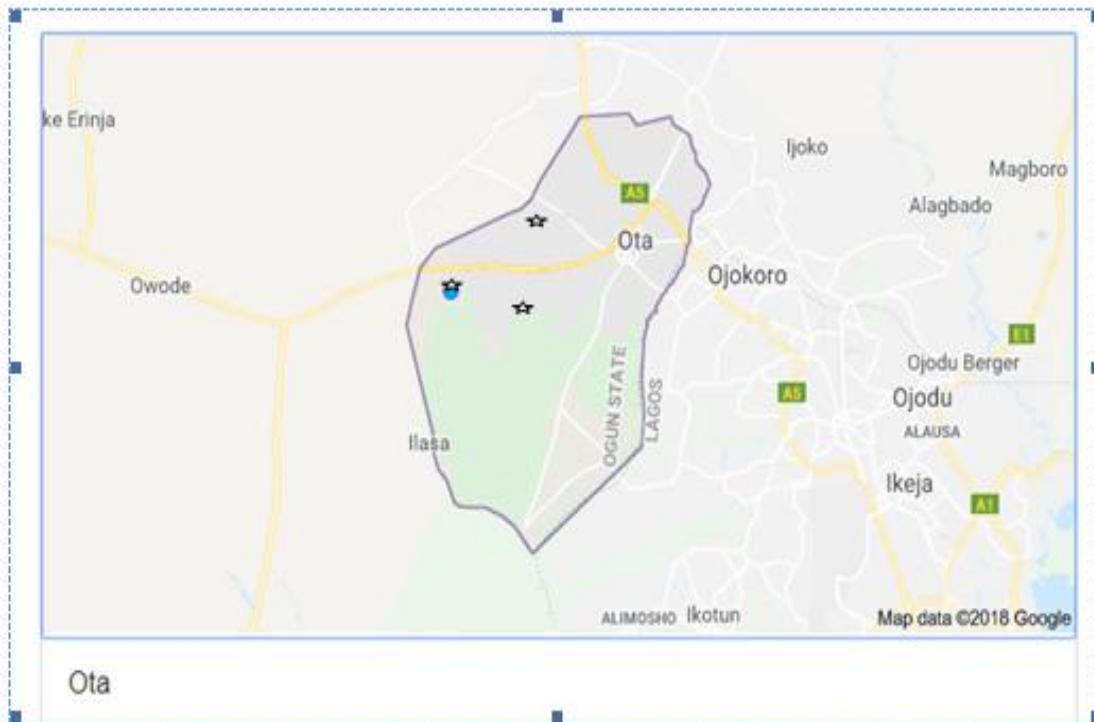 ke Erinja
Ijoko
Magboro
A5
Alagbado
Ota
Ojokoro
Owode
E1
Ojodu Berger
OGUN STATE
LAGOS
A5
Ojodu
ALAUSA
Ilasa
Ikeja
A1
ALIMOSHO Ikotun
Map data ©2018 Google
Ota